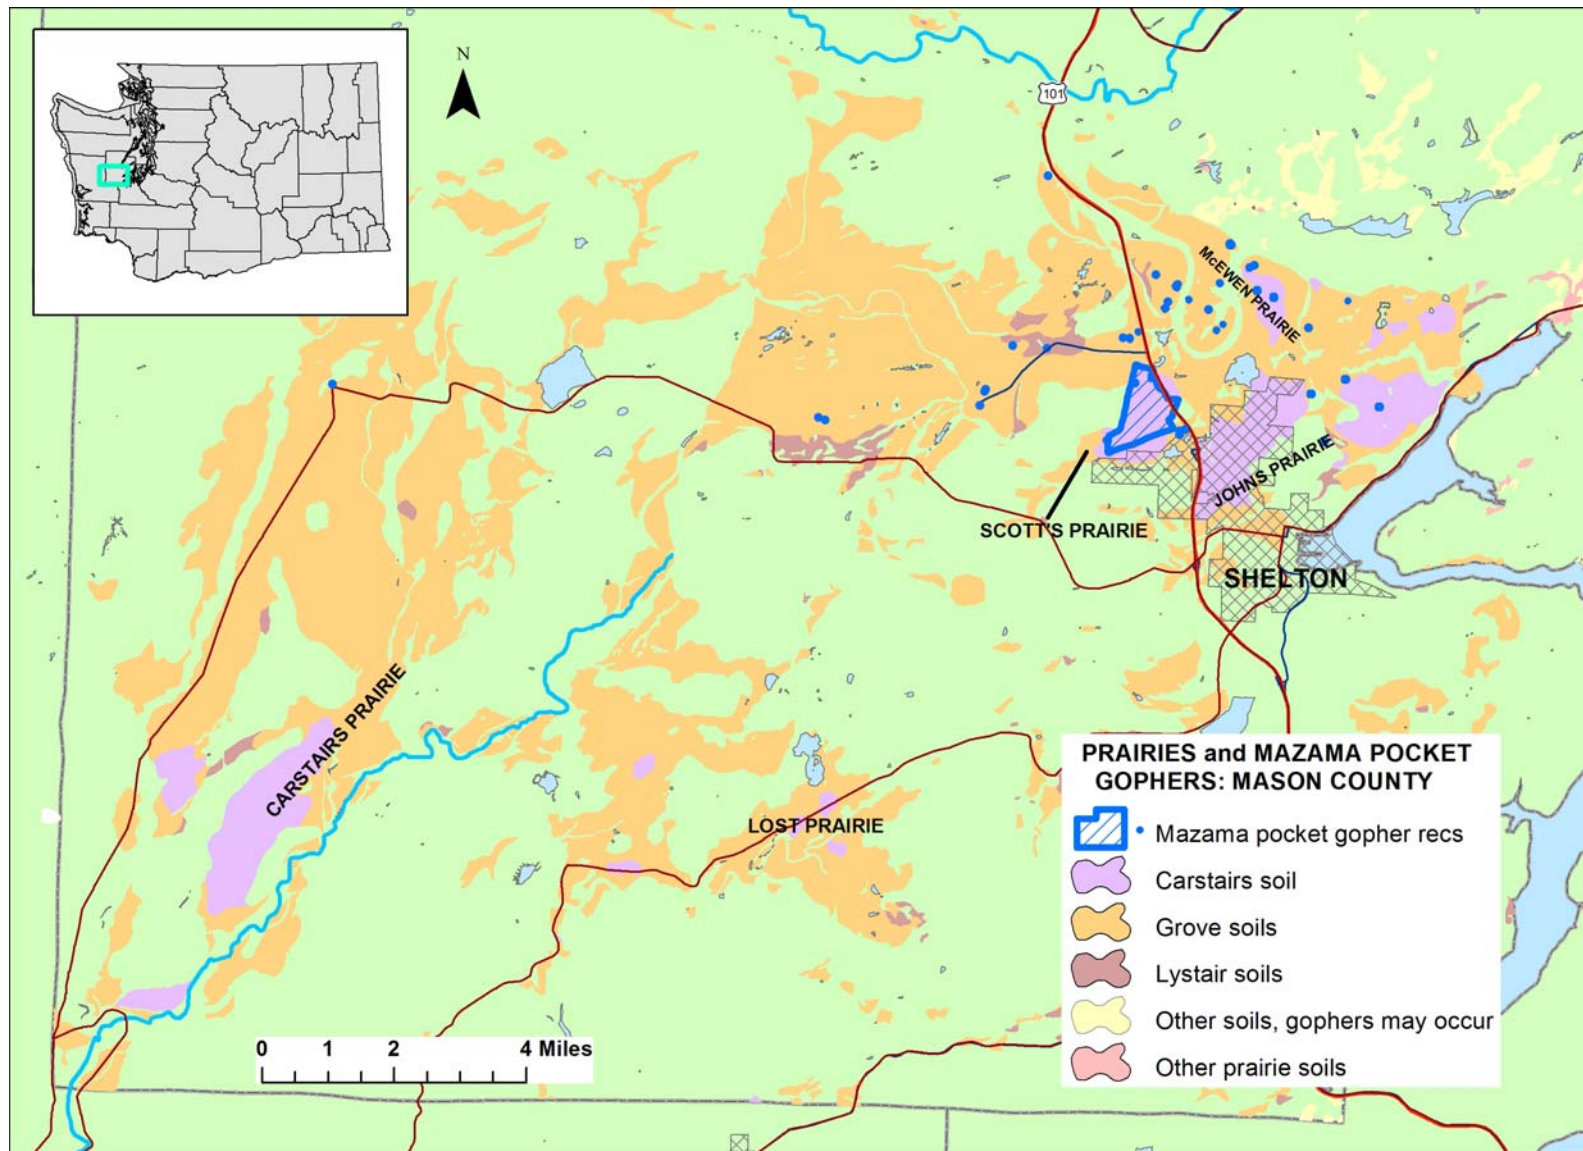 N
101
McEWEN PRAIRIE
JOHNS PRAIRIE
SCOTT'S PRAIRIE
SHELTON
CARSTAIRS PRAIRIE
LOST PRAIRIE
PRAIRIES and MAZAMA POCKET
GOPHERS: MASON COUNTY
Mazama pocket gopher recs
Carstairs soil
Grove soils
Lystair soils
Other soils, gophers may occur
Other prairie soils
0 1 2 4 Miles